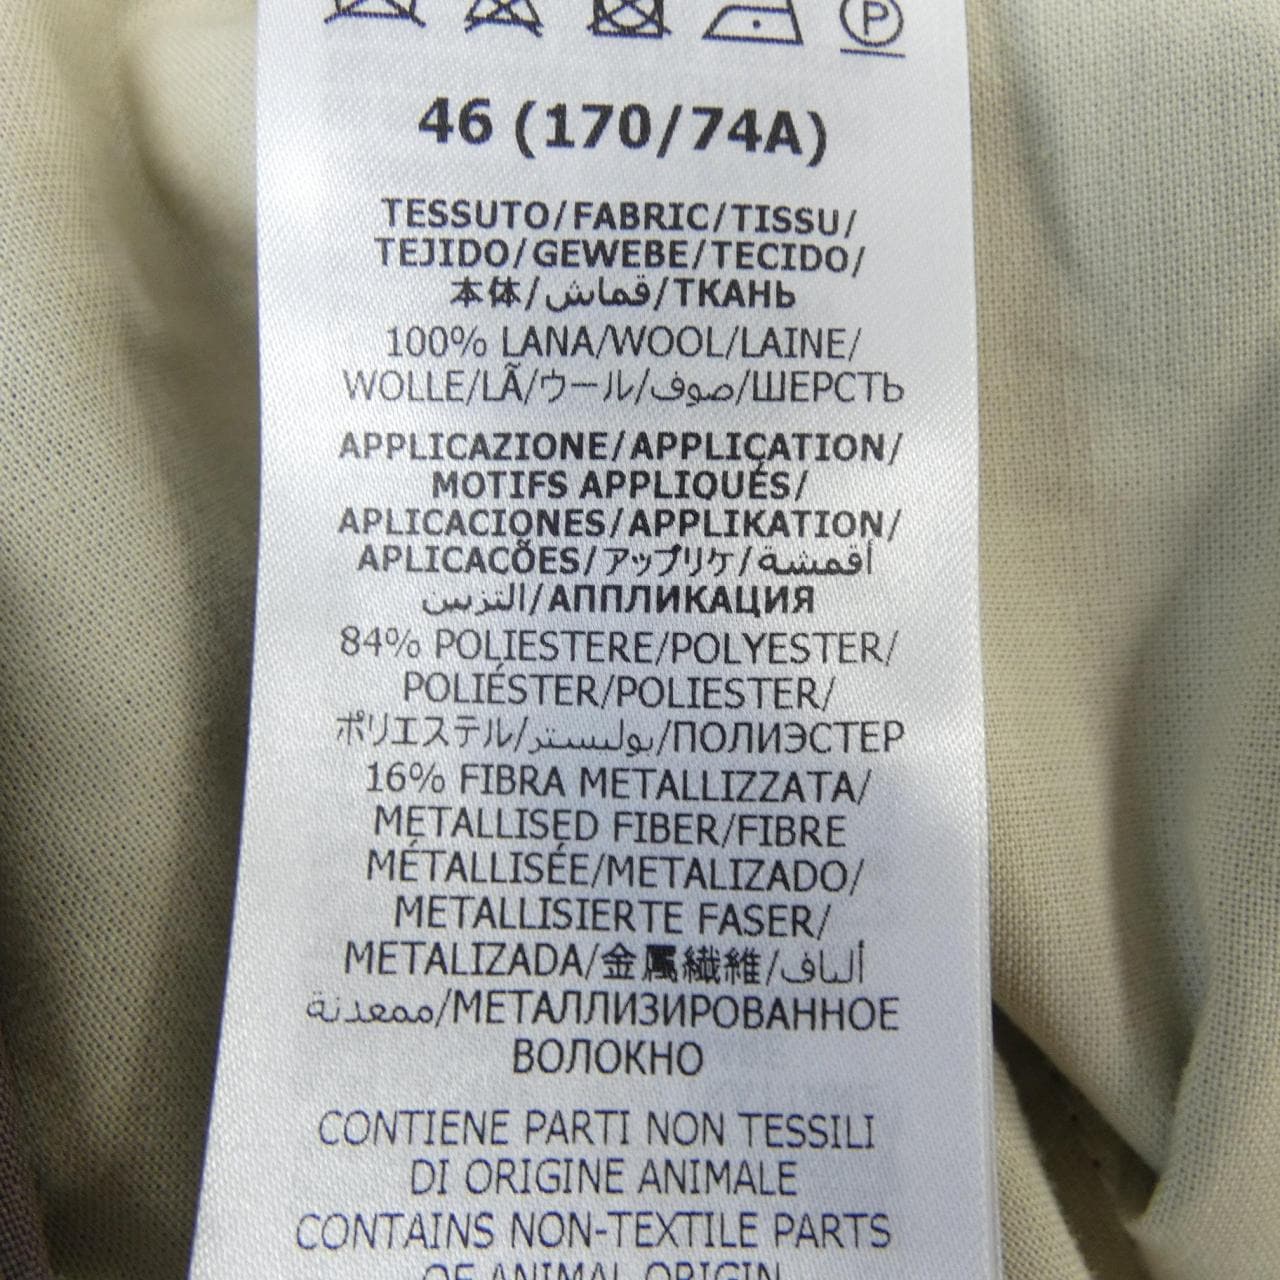 P
46 (170/74A)
TESSUTO/FABRIC/TISSU/
TEJIDO/GEWEBE/TECIDO/
本体/قماش/ТКАНЬ
100% LANA/WOOL/LAINE/
WOLLE/LÃ/ウール/صوف/ШЕРСТЬ
APPLICAZIONE/APPLICATION/
MOTIFS APPLIQUÉS/
APLICACIONES/APPLIKATION/
APLICACÕES/アップリケ/أقمشة
التزسن/АППЛИКАЦИЯ
84% POLIESTERE/POLYESTER/
POLIÉSTER/POLIESTER/
ポリエステル/بوليستر/ПОЛИЭСТЕР
16% FIBRA METALLIZZATA/
METALLISED FIBER/FIBRE
MÉTALLISÉE/METALIZADO/
METALLISIERTE FASER/
METALIZADA/金属繊維/ألياف
ممعدنة/МЕТАЛЛИЗИРОВАННОЕ
ВОЛОКНО
CONTIENE PARTI NON TESSILI
DI ORIGINE ANIMALE
CONTAINS NON-TEXTILE PARTS
OF ANIMAL ORIGIN